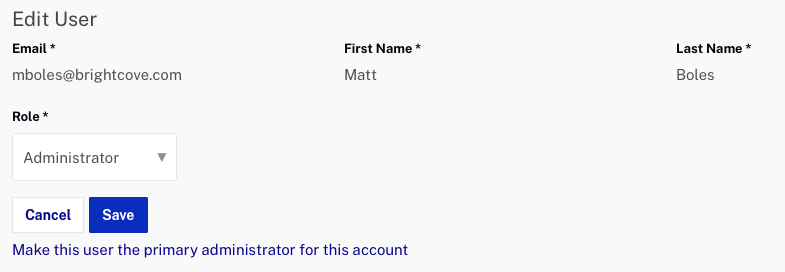 Edit User
Email * First Name * Last Name *
mboles@brightcove.com Matt Boles
Role *
Administrator
Cancel Save
Make this user the primary administrator for this account